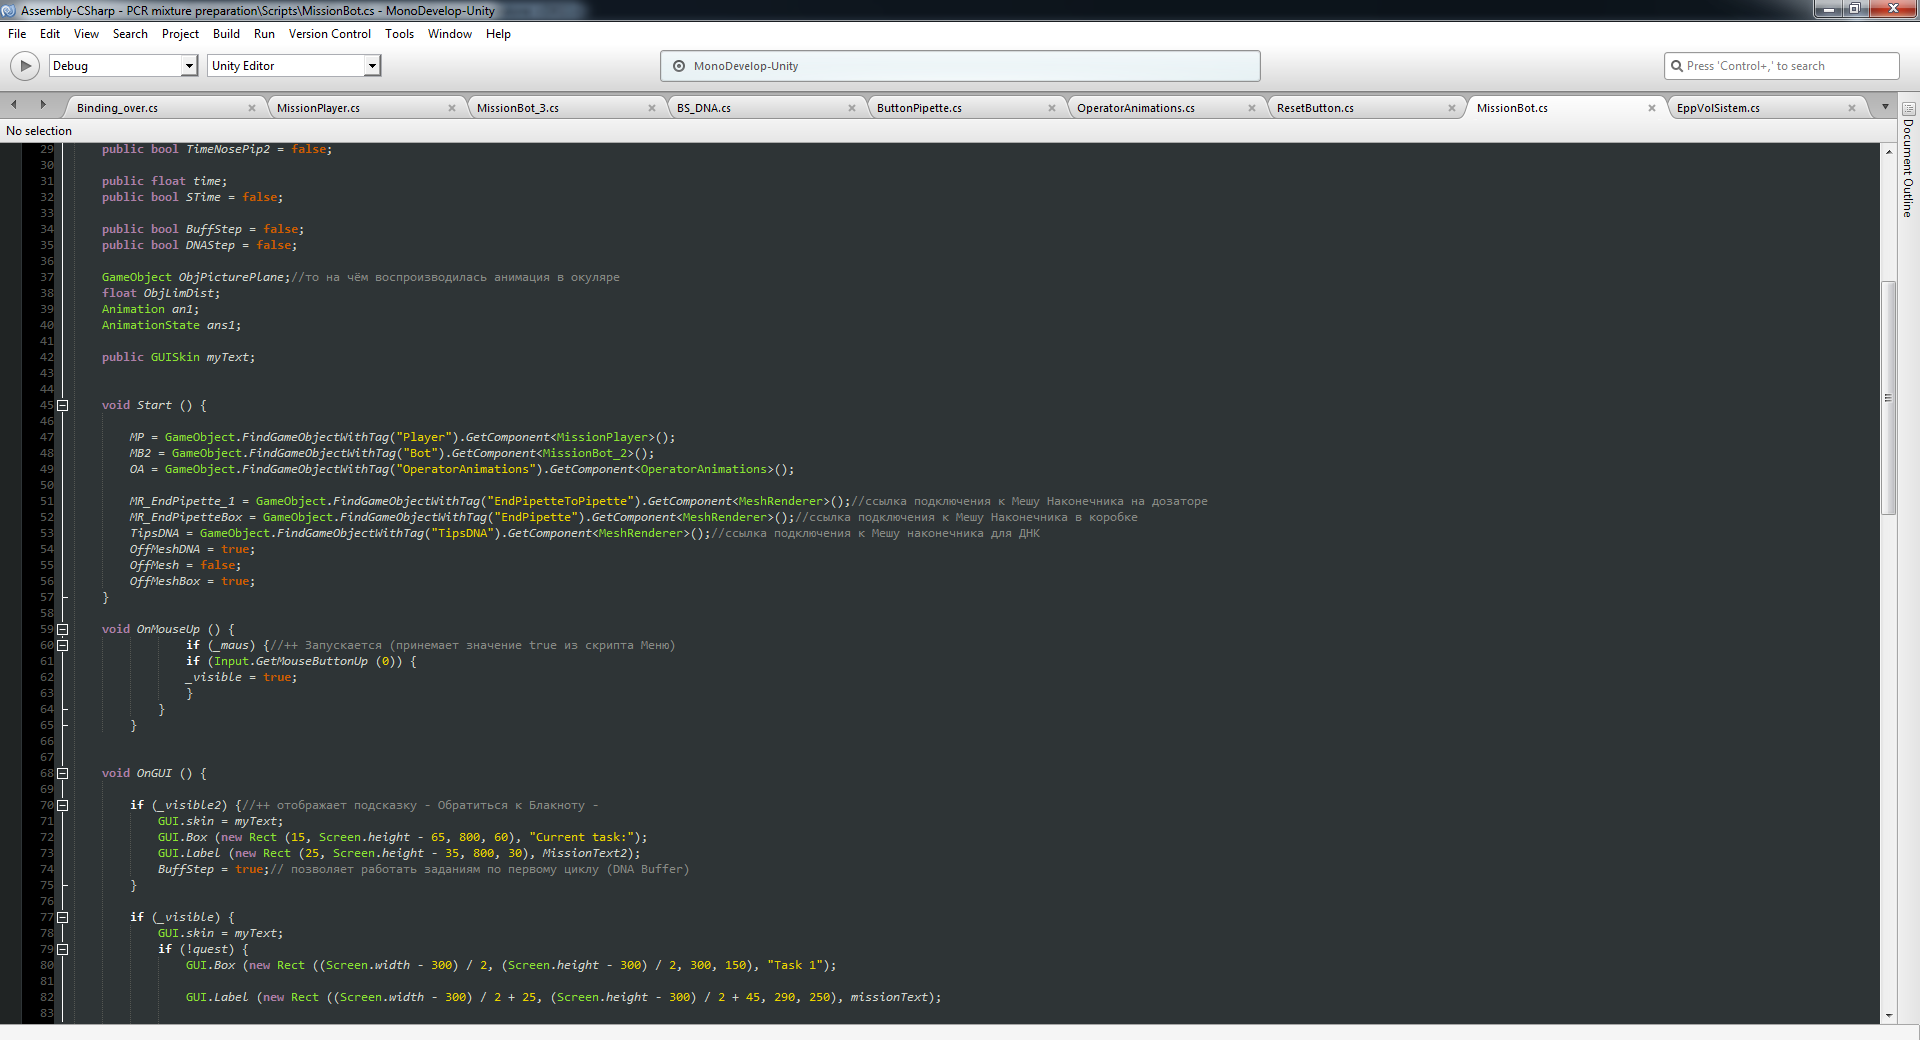 Assembly-CSharp - PCR mixture preparation\Scripts\MissionBot.cs - MonoDevelop-Unity
File Edit View Search Project Build Run Version Control Tools Window Help
Debug Unity Editor MonoDevelop-Unity Press 'Control+,' to search
Binding_over.cs MissionPlayer.cs MissionBot_3.cs BS_DNA.cs ButtonPipette.cs OperatorAnimations.cs ResetButton.cs MissionBot.cs EppVolSistem.cs
No selection
Document Outline
29 public bool TimeNosePip2 = false;
30
31 public float time;
32 public bool STime = false;
33
34 public bool BuffStep = false;
35 public bool DNAStep = false;
36
37 GameObject ObjPicturePlane;//то на чём воспроизводилась анимация в окуляре
38 float ObjLimDist;
39 Animation an1;
40 AnimationState ans1;
41
42 public GUISkin myText;
43
44
45 void Start () {
46
47 MP = GameObject.FindGameObjectWithTag("Player").GetComponent<MissionPlayer>();
48 MB2 = GameObject.FindGameObjectWithTag("Bot").GetComponent<MissionBot_2>();
49 OA = GameObject.FindGameObjectWithTag("OperatorAnimations").GetComponent<OperatorAnimations>();
50
51 MR_EndPipette_1 = GameObject.FindGameObjectWithTag("EndPipetteToPipette").GetComponent<MeshRenderer>();//ссылка подключения к Мешу Наконечника на дозаторе
52 MR_EndPipetteBox = GameObject.FindGameObjectWithTag("EndPipette").GetComponent<MeshRenderer>();//ссылка подключения к Мешу Наконечника в коробке
53 TipsDNA = GameObject.FindGameObjectWithTag("TipsDNA").GetComponent<MeshRenderer>();//ссылка подключения к Мешу наконечника для ДНК
54 OffMeshDNA = true;
55 OffMesh = false;
56 OffMeshBox = true;
57 }
58
59 void OnMouseUp () {
60 if (_maus) {//++ Запускается (принемает значение true из скрипта Меню)
61 if (Input.GetMouseButtonUp (0)) {
62 _visible = true;
63 }
64 }
65 }
66
67
68 void OnGUI () {
69
70 if (_visible2) {//++ отображает подсказку - Обратиться к Блакноту -
71 GUI.skin = myText;
72 GUI.Box (new Rect (15, Screen.height - 65, 800, 60), "Current task:");
73 GUI.Label (new Rect (25, Screen.height - 35, 800, 30), MissionText2);
74 BuffStep = true;// позволяет работать заданиям по первому циклу (DNA Buffer)
75 }
76
77 if (_visible) {
78 GUI.skin = myText;
79 if (!quest) {
80 GUI.Box (new Rect ((Screen.width - 300) / 2, (Screen.height - 300) / 2, 300, 150), "Task 1");
81
82 GUI.Label (new Rect ((Screen.width - 300) / 2 + 25, (Screen.height - 300) / 2 + 45, 290, 250), missionText);
83